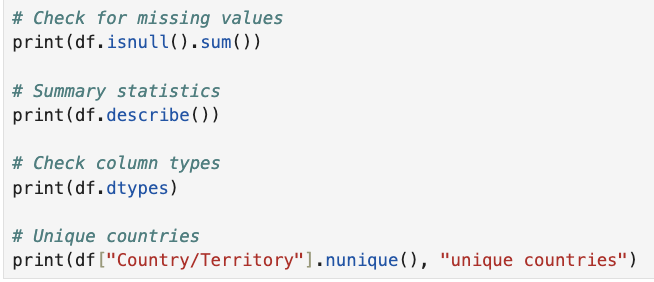 # Check for missing values
print(df.isnull().sum())
# Summary statistics
print(df.describe())
# Check column types
print(df.dtypes)
# Unique countries
print(df["Country/Territory"].nunique(), "unique countries")